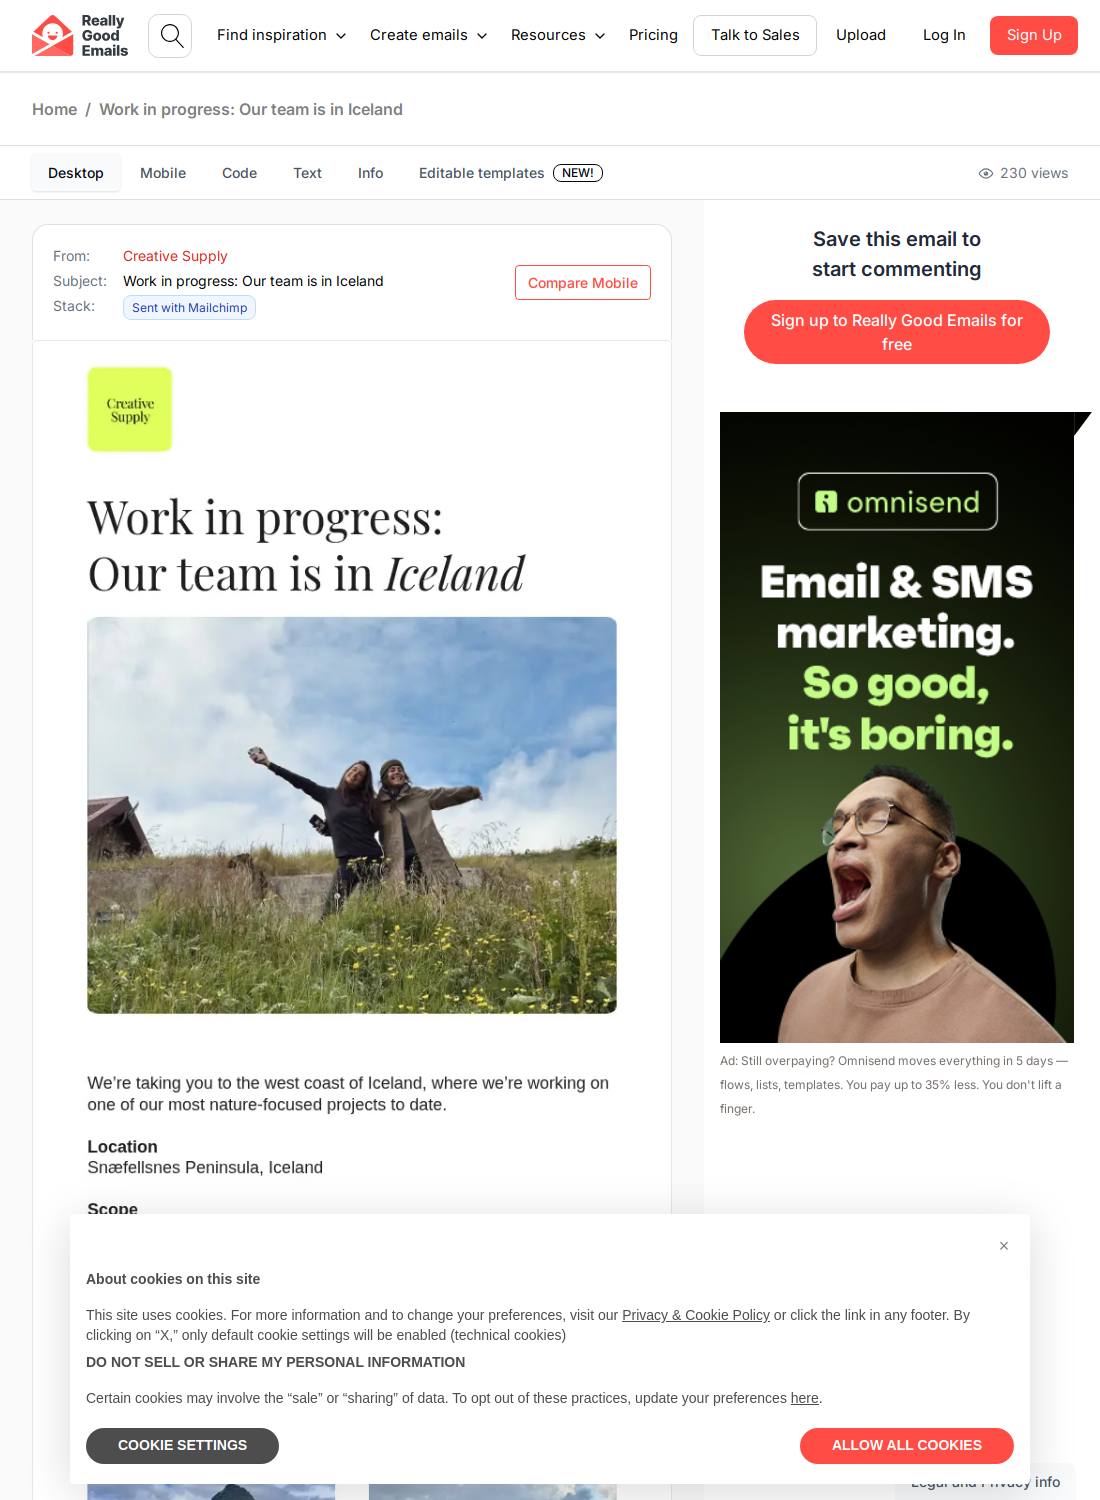 Really
Good
Emails
Find inspiration
Create emails
Resources
Pricing
Talk to Sales
Upload
Log In
Sign Up
Home / Work in progress: Our team is in Iceland
Desktop
Mobile
Code
Text
Info
Editable templates
NEW!
230 views
From: Creative Supply
Subject: Work in progress: Our team is in Iceland
Stack: Sent with Mailchimp
Compare Mobile
Creative
Supply
Work in progress:
Our team is in Iceland
We’re taking you to the west coast of Iceland, where we’re working on
one of our most nature-focused projects to date.
Location
Snæfellsnes Peninsula, Iceland
Scope
Save this email to
start commenting
Sign up to Really Good Emails for
free
omnisend
Email & SMS
marketing.
So good,
it's boring.
Ad: Still overpaying? Omnisend moves everything in 5 days —
flows, lists, templates. You pay up to 35% less. You don't lift a
finger.
×
About cookies on this site
This site uses cookies. For more information and to change your preferences, visit our Privacy & Cookie Policy or click the link in any footer. By
clicking on “X,” only default cookie settings will be enabled (technical cookies)
DO NOT SELL OR SHARE MY PERSONAL INFORMATION
Certain cookies may involve the “sale” or “sharing” of data. To opt out of these practices, update your preferences here.
COOKIE SETTINGS
ALLOW ALL COOKIES
Legal and Privacy info